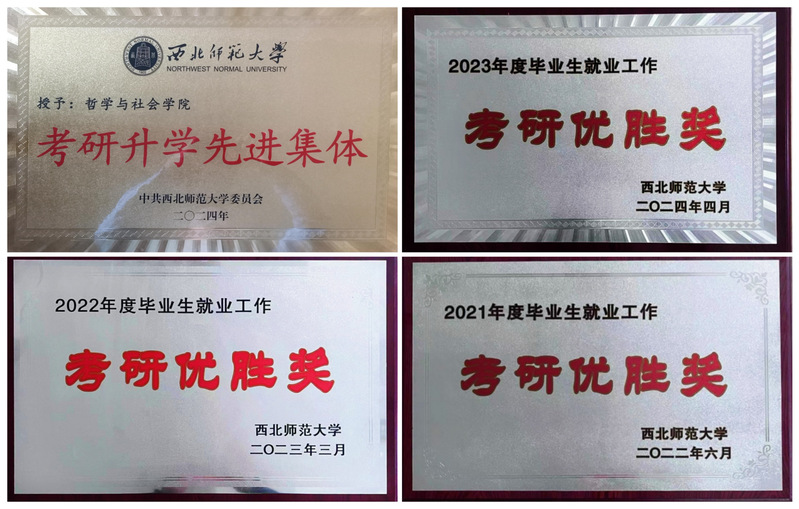 西北师范大学
NORTHWEST NORMAL UNIVERSITY
授予：哲学与社会学院
考研升学先进集体
中共西北师范大学委员会
二〇二四年
2023年度毕业生就业工作
考研优胜奖
西北师范大学
二〇二四年四月
2022年度毕业生就业工作
考研优胜奖
西北师范大学
二〇二三年三月
2021年度毕业生就业工作
考研优胜奖
西北师范大学
二〇二二年六月